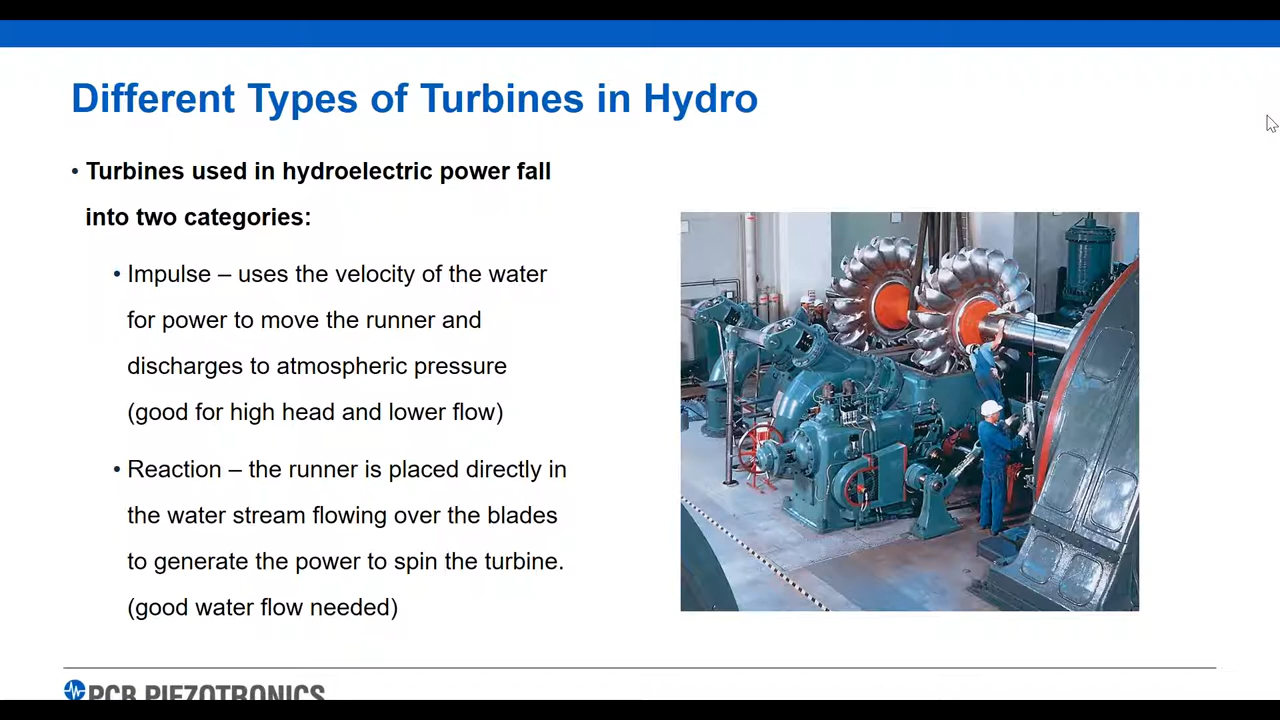 Different Types of Turbines in Hydro
• Turbines used in hydroelectric power fall
into two categories:
• Impulse – uses the velocity of the water
for power to move the runner and
discharges to atmospheric pressure
(good for high head and lower flow)
• Reaction – the runner is placed directly in
the water stream flowing over the blades
to generate the power to spin the turbine.
(good water flow needed)
PCB PIEZOTRONICS